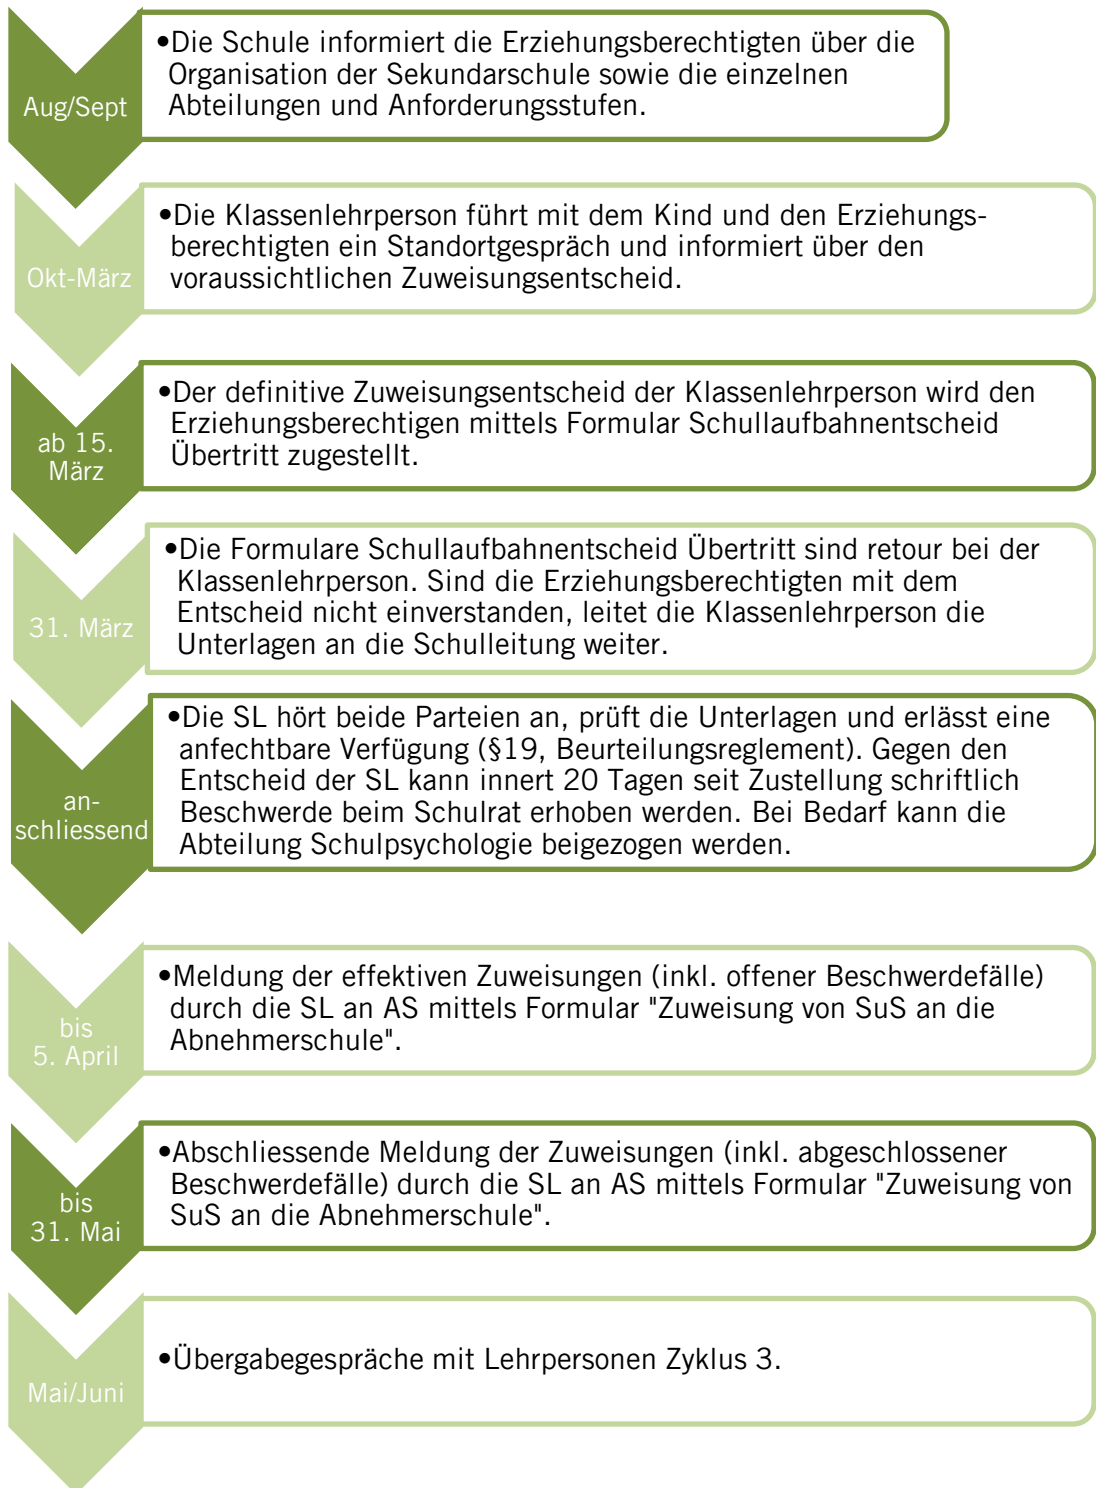 Aug/Sept
•Die Schule informiert die Erziehungsberechtigten über die
Organisation der Sekundarschule sowie die einzelnen
Abteilungen und Anforderungsstufen.
Okt-März
•Die Klassenlehrperson führt mit dem Kind und den Erziehungs-
berechtigten ein Standortgespräch und informiert über den
voraussichtlichen Zuweisungsentscheid.
ab 15.
März
•Der definitive Zuweisungsentscheid der Klassenlehrperson wird den
Erziehungsberechtigen mittels Formular Schullaufbahnentscheid
Übertritt zugestellt.
31. März
•Die Formulare Schullaufbahnentscheid Übertritt sind retour bei der
Klassenlehrperson. Sind die Erziehungsberechtigten mit dem
Entscheid nicht einverstanden, leitet die Klassenlehrperson die
Unterlagen an die Schulleitung weiter.
an-
schliessend
•Die SL hört beide Parteien an, prüft die Unterlagen und erlässt eine
anfechtbare Verfügung (§19, Beurteilungsreglement). Gegen den
Entscheid der SL kann innert 20 Tagen seit Zustellung schriftlich
Beschwerde beim Schulrat erhoben werden. Bei Bedarf kann die
Abteilung Schulpsychologie beigezogen werden.
bis
5. April
•Meldung der effektiven Zuweisungen (inkl. offener Beschwerdefälle)
durch die SL an AS mittels Formular "Zuweisung von SuS an die
Abnehmerschule".
bis
31. Mai
•Abschliessende Meldung der Zuweisungen (inkl. abgeschlossener
Beschwerdefälle) durch die SL an AS mittels Formular "Zuweisung von
SuS an die Abnehmerschule".
Mai/Juni
•Übergabegespräche mit Lehrpersonen Zyklus 3.